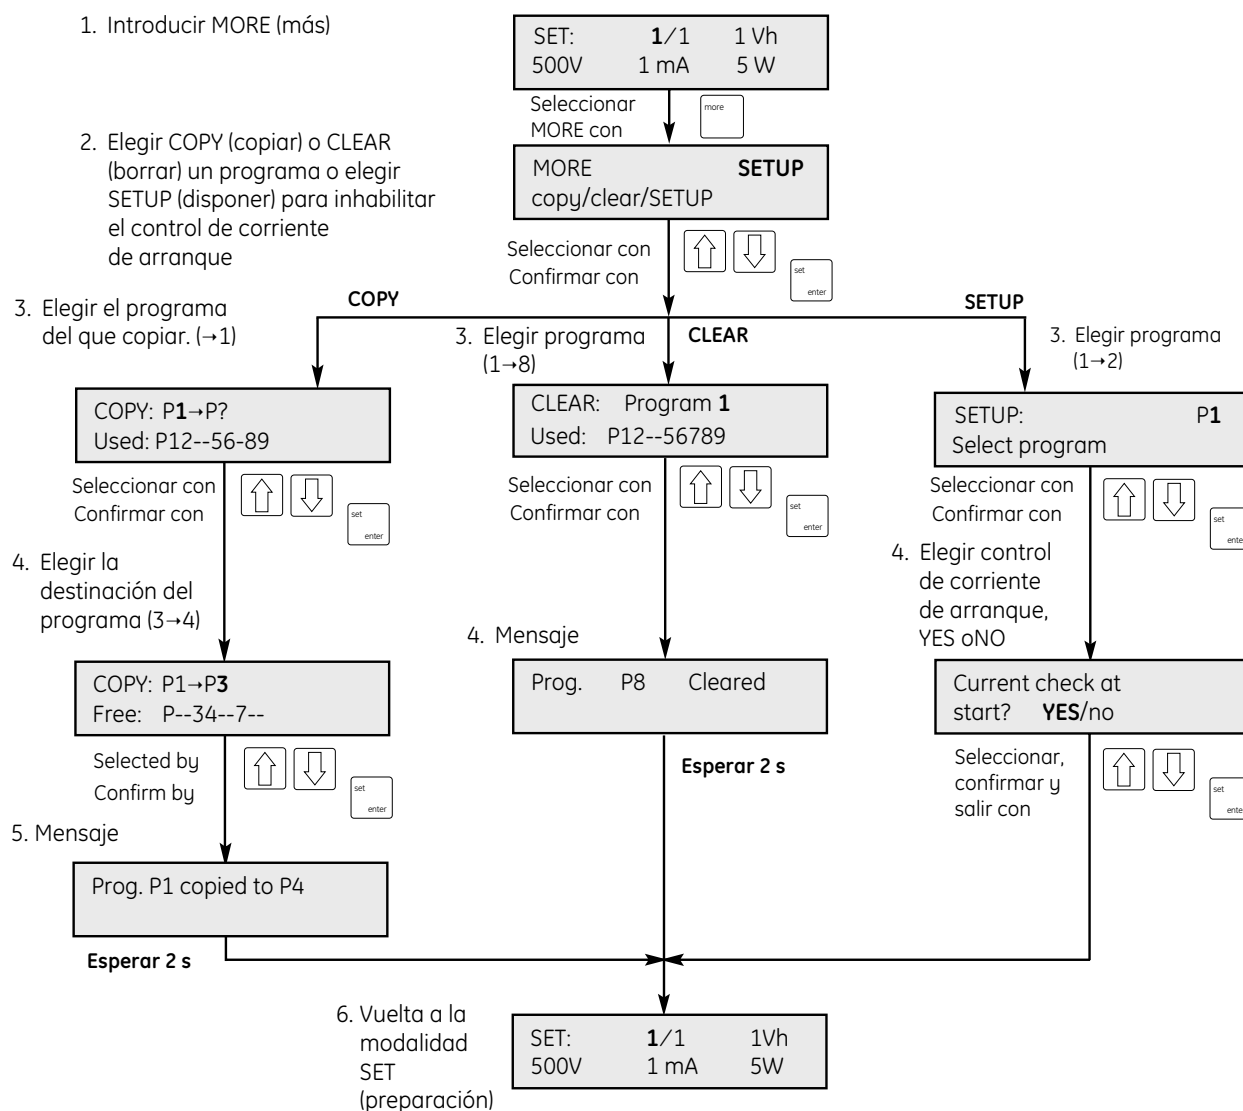 1. Introducir MORE (más)
SET: 1/1 1 Vh
500V 1 mA 5 W
Seleccionar
MORE con
more
2. Elegir COPY (copiar) o CLEAR
(borrar) un programa o elegir
SETUP (disponer) para inhabilitar
el control de corriente
de arranque
MORE SETUP
copy/clear/SETUP
Seleccionar con
Confirmar con
set
enter
COPY
CLEAR
SETUP
3. Elegir el programa
del que copiar. (→1)
COPY: P1→P?
Used: P12--56-89
Seleccionar con
Confirmar con
set
enter
4. Elegir la
destinación del
programa (3→4)
COPY: P1→P3
Free: P--34--7--
Selected by
Confirm by
set
enter
5. Mensaje
Prog. P1 copied to P4
Esperar 2 s
3. Elegir programa
(1→8)
CLEAR: Program 1
Used: P12--56789
Seleccionar con
Confirmar con
set
enter
4. Mensaje
Prog. P8 Cleared
Esperar 2 s
3. Elegir programa
(1→2)
SETUP: P1
Select program
Seleccionar con
Confirmar con
set
enter
4. Elegir control
de corriente
de arranque,
YES oNO
Current check at
start? YES/no
Seleccionar,
confirmar y
salir con
set
enter
6. Vuelta a la
modalidad
SET
(preparación)
SET: 1/1 1Vh
500V 1 mA 5W